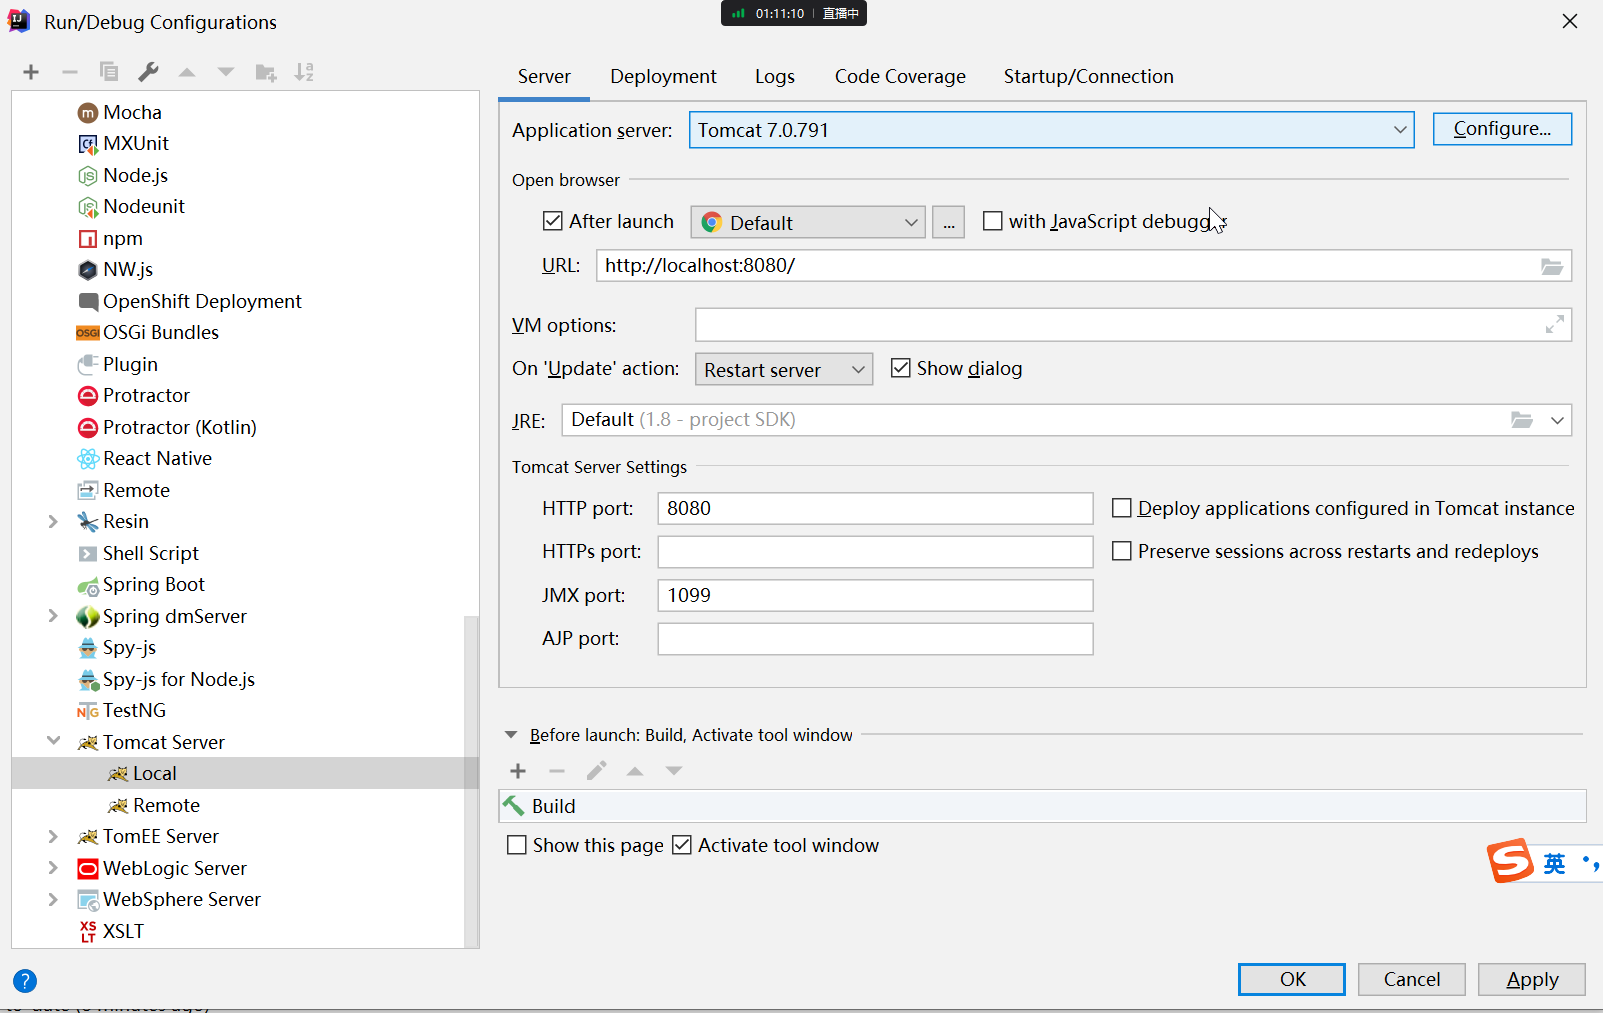 Run/Debug Configurations
01:11:10 直播中
Mocha
MXUnit
Node.js
Nodeunit
npm
NW.js
OpenShift Deployment
OSGi Bundles
Plugin
Protractor
Protractor (Kotlin)
React Native
Remote
Resin
Shell Script
Spring Boot
Spring dmServer
Spy-js
Spy-js for Node.js
TestNG
Tomcat Server
Local
Remote
TomEE Server
WebLogic Server
WebSphere Server
XSLT
Server Deployment Logs Code Coverage Startup/Connection
Application server: Tomcat 7.0.791 Configure...
Open browser
After launch Default ... with JavaScript debugger
URL: http://localhost:8080/
VM options:
On 'Update' action: Restart server Show dialog
JRE: Default (1.8 - project SDK)
Tomcat Server Settings
HTTP port: 8080 Deploy applications configured in Tomcat instance
HTTPs port: Preserve sessions across restarts and redeploys
JMX port: 1099
AJP port:
Before launch: Build, Activate tool window
Build
Show this page Activate tool window
英
OK Cancel Apply